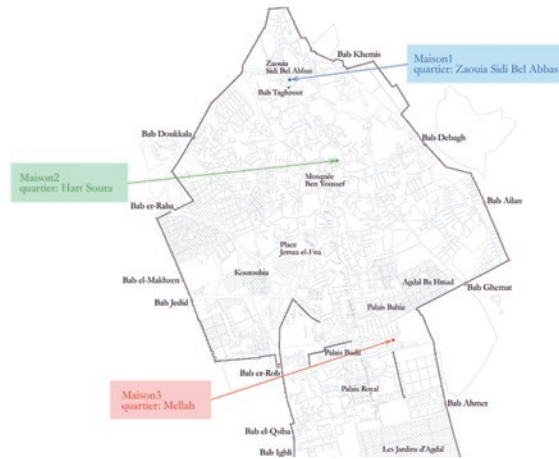 Bab Khemis
Maison1
quartier: Zaouia Sidi Bel Abbas
Zaouia
Sidi Bel Abbas
Bab Taghzout
Bab Doukkala
Bab Debagh
Maison2
quartier: Hart Soura
Mosquée
Ben Youssef
Bab er-Raha
Bab Ailan
Place
Jemaa el-Fna
Koutoubia
Bab el-Makhzen
Agdal Ba Hmad
Bab Ghemat
Bab Jedid
Palais Bahia
Palais Badii
Bab er-Rob
Palais Royal
Maison3
quartier: Mellah
Bab Ahmer
Bab el-Qsiba
Les Jardins d'Agdal
Bab Ighli